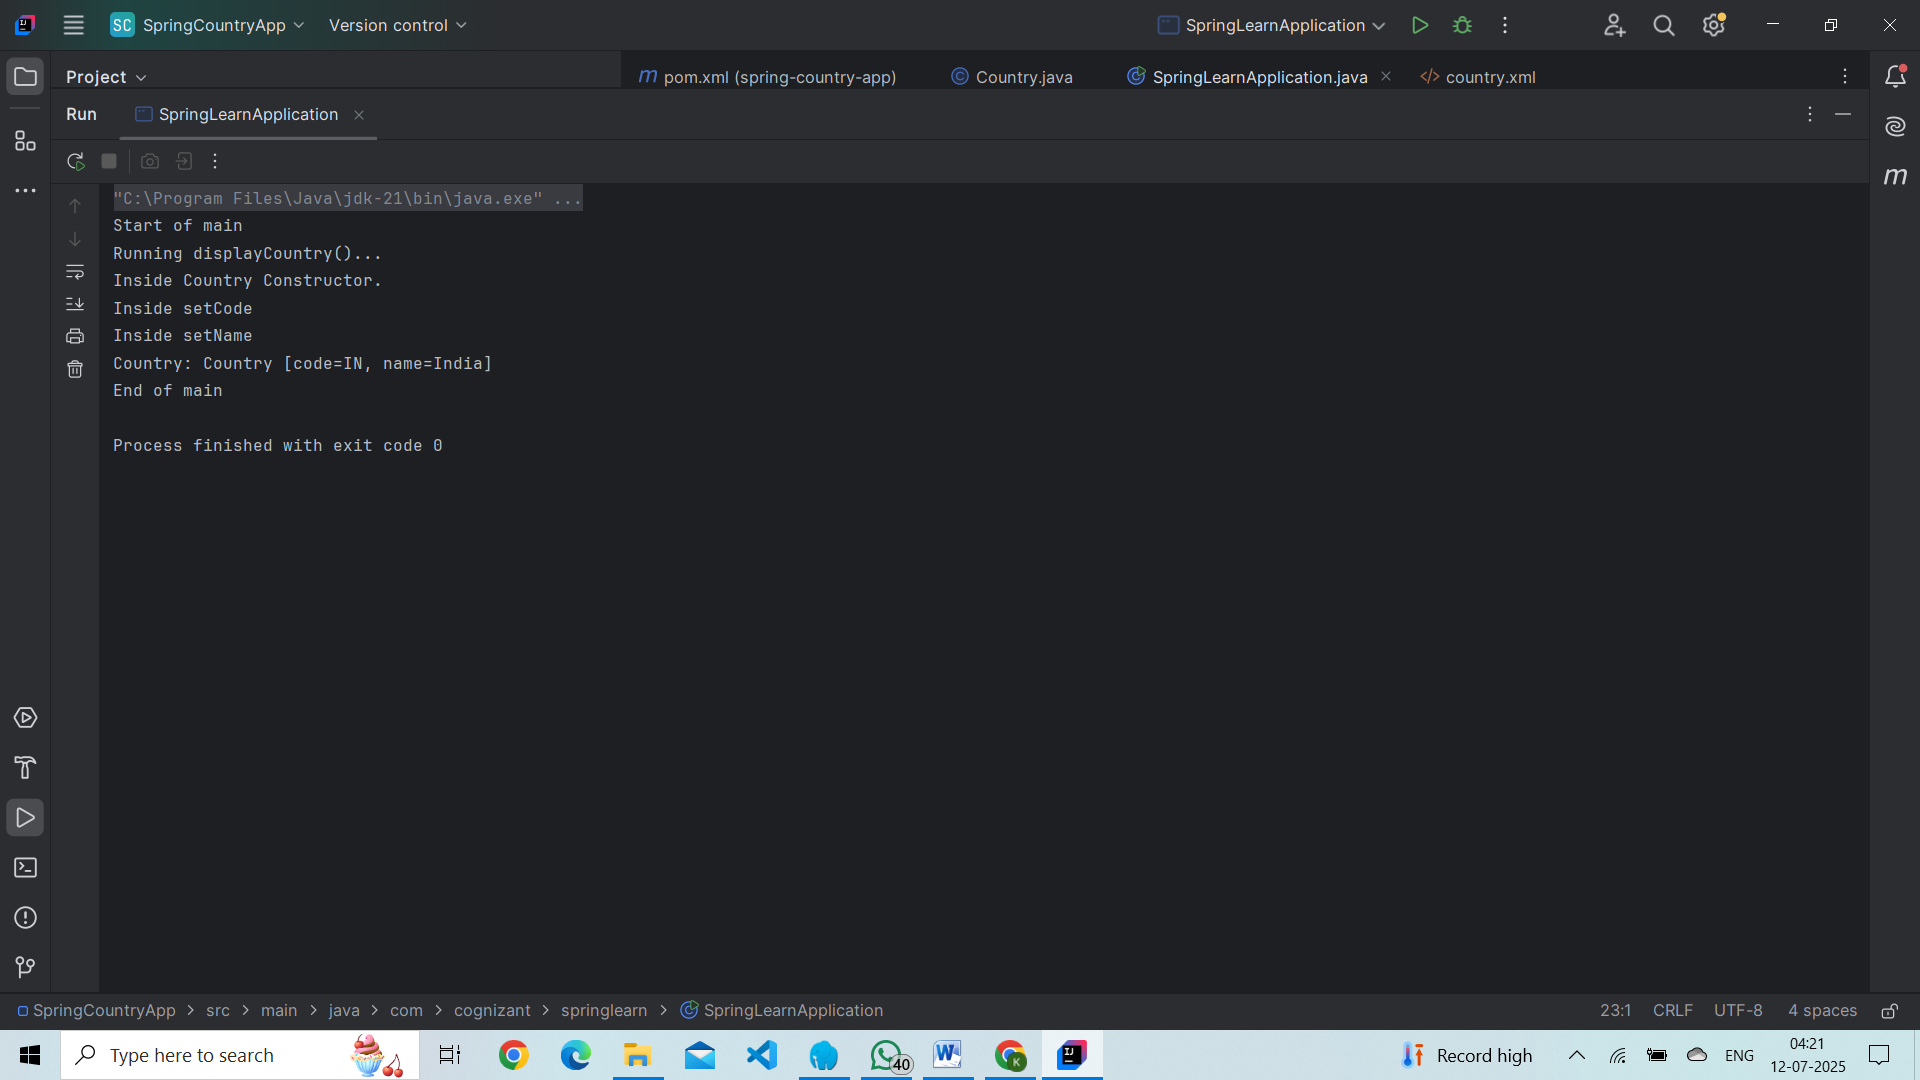 SC SpringCountryApp Version control SpringLearnApplication
Project pom.xml (spring-country-app) Country.java SpringLearnApplication.java country.xml
Run SpringLearnApplication
"C:\Program Files\Java\jdk-21\bin\java.exe" ...
Start of main
Running displayCountry()...
Inside Country Constructor.
Inside setCode
Inside setName
Country: Country [code=IN, name=India]
End of main
Process finished with exit code 0
SpringCountryApp > src > main > java > com > cognizant > springlearn > SpringLearnApplication 23:1 CRLF UTF-8 4 spaces
Type here to search 40 Record high ENG 04:21
12-07-2025